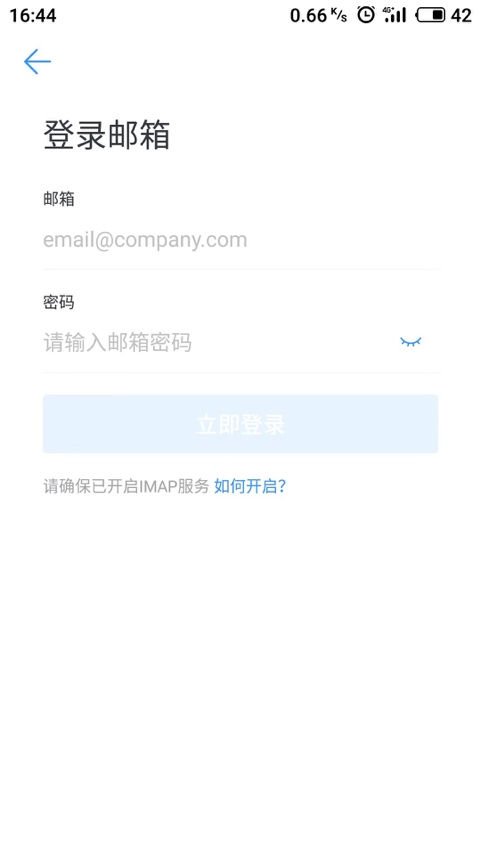 16:44 0.66 K/s 4G+ 42
登录邮箱
邮箱
email@company.com
密码
请输入邮箱密码
立即登录
请确保已开启IMAP服务 如何开启?